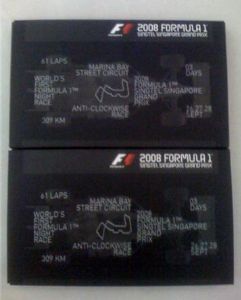 F1 2008 FORMULA 1
SINGTEL SINGAPORE GRAND PRIX
61 LAPS
MARINA BAY
STREET CIRCUIT
03
DAYS
WORLD'S
FIRST
FORMULA 1™
NIGHT
RACE
2008
FORMULA 1™
SINGTEL SINGAPORE
GRAND
PRIX
ANTI-CLOCKWISE
RACE
26 27 28
SEPT
309 KM
F1 2008 FORMULA 1
SINGTEL SINGAPORE GRAND PRIX
61 LAPS
MARINA BAY
STREET CIRCUIT
03
DAYS
WORLD'S
FIRST
FORMULA 1™
NIGHT
RACE
2008
FORMULA 1™
SINGTEL SINGAPORE
GRAND
PRIX
ANTI-CLOCKWISE
RACE
26 27 28
SEPT
309 KM